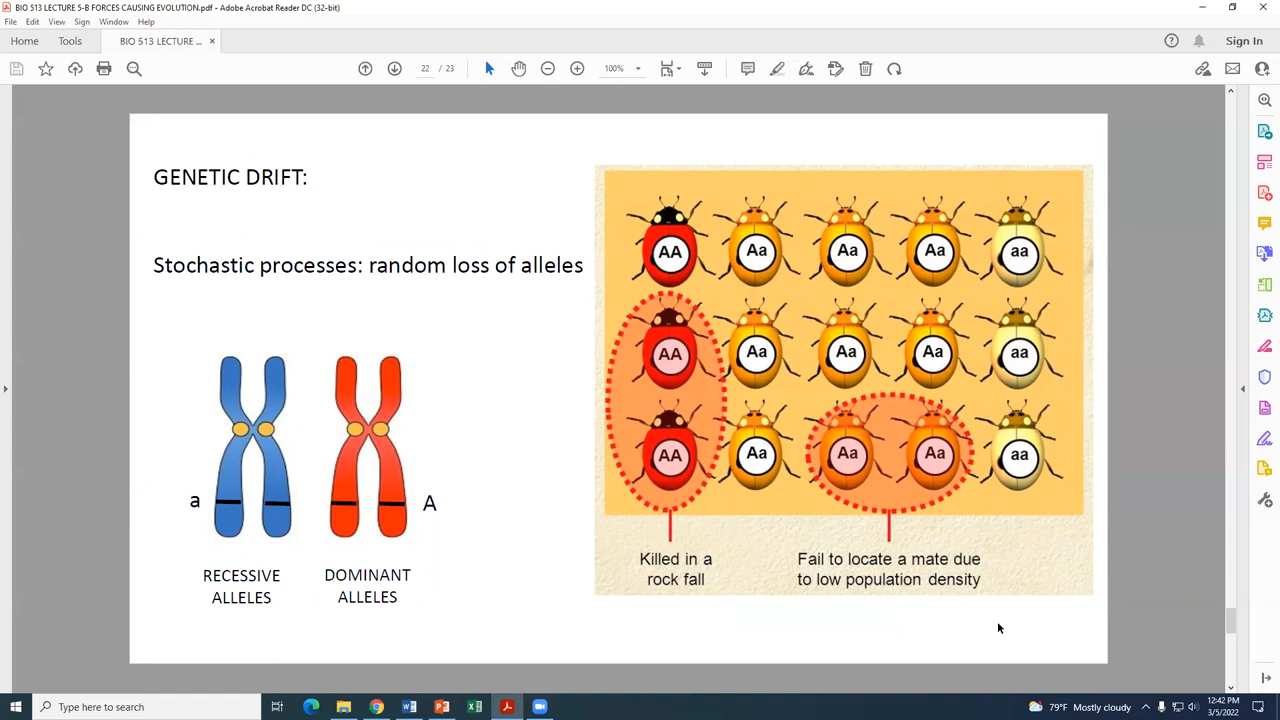 BIO 513 LECTURE 5-B FORCES CAUSING EVOLUTION.pdf - Adobe Acrobat Reader DC (32-bit)
File Edit View Sign Window Help
Home Tools BIO 513 LECTURE ... × Sign In
22 / 23 100%
GENETIC DRIFT:
Stochastic processes: random loss of alleles
AA Aa Aa Aa aa
AA Aa Aa Aa aa
AA Aa Aa Aa aa
a A
RECESSIVE
ALLELES
DOMINANT
ALLELES
Killed in a
rock fall
Fail to locate a mate due
to low population density
Type here to search
79°F Mostly cloudy
12:42 PM
3/5/2022